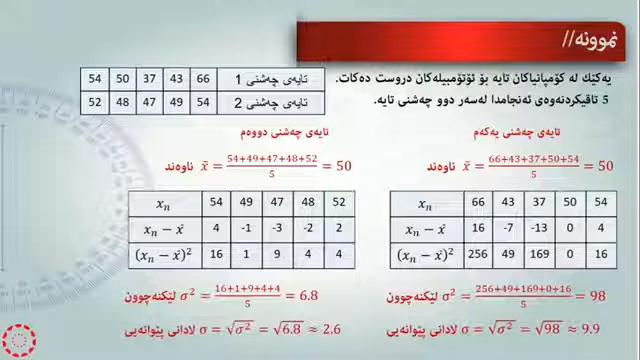 نموونە//
یەکێك لە کۆمپانیاکان تایە بۆ ئۆتۆمبیلەکان دروست دەکات.
5 تاقیکردنەوەی ئەنجامدا لەسەر دوو چەشنی تایە.
تایەی چەشنی 1 66 43 37 50 54
تایەی چەشنی 2 54 49 47 48 52
تایەی چەشنی یەکەم
ناوەند x̄ = (66+43+37+50+54)/5 = 50
xₙ 66 43 37 50 54
xₙ − x̄ 16 -7 -13 0 4
(xₙ − x̄)² 256 49 169 0 16
لێکنەچوون σ² = (256+49+169+0+16)/5 = 98
لادانی پێوانەیی σ = √σ² = √98 ≈ 9.9
تایەی چەشنی دووەم
ناوەند x̄ = (54+49+47+48+52)/5 = 50
xₙ 54 49 47 48 52
xₙ − x̄ 4 -1 -3 -2 2
(xₙ − x̄)² 16 1 9 4 4
لێکنەچوون σ² = (16+1+9+4+4)/5 = 6.8
لادانی پێوانەیی σ = √σ² = √6.8 ≈ 2.6